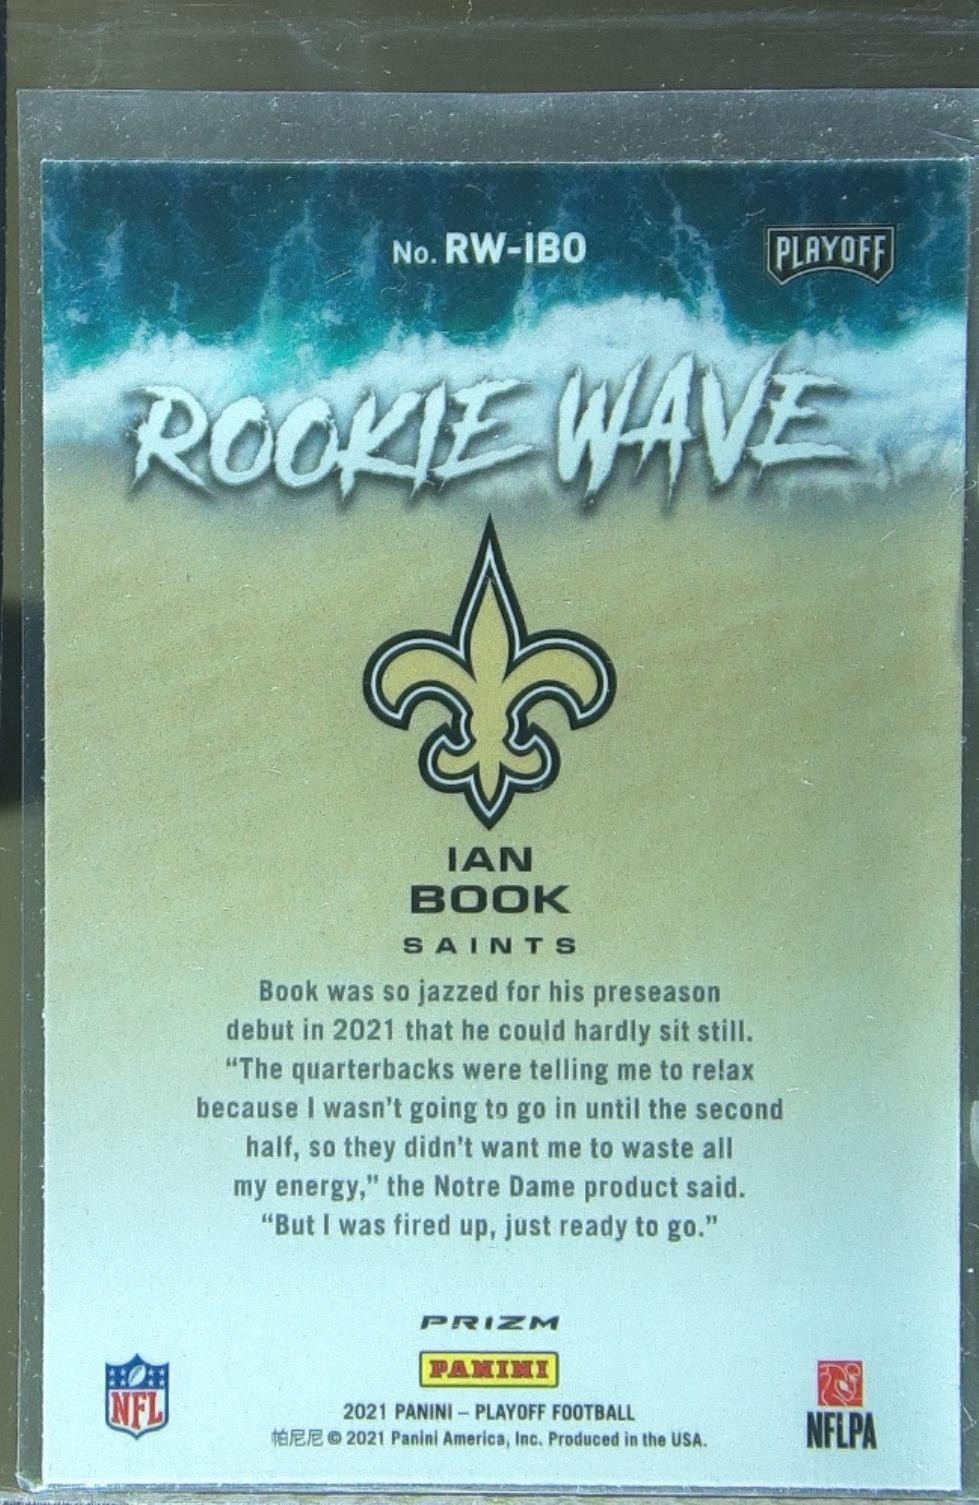 No. RW-IBO
PLAYOFF
ROOKIE WAVE
IAN
BOOK
SAINTS
Book was so jazzed for his preseason
debut in 2021 that he could hardly sit still.
“The quarterbacks were telling me to relax
because I wasn't going to go in until the second
half, so they didn't want me to waste all
my energy,” the Notre Dame product said.
“But I was fired up, just ready to go.”
PRIZM
PANINI
NFL
2021 PANINI – PLAYOFF FOOTBALL
帕尼尼 © 2021 Panini America, Inc. Produced in the USA.
NFLPA